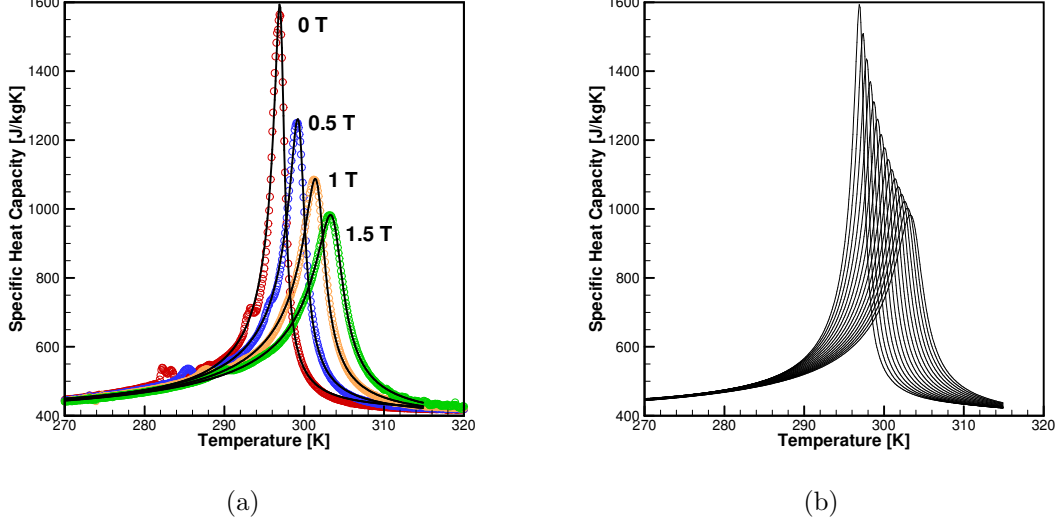 Specific Heat Capacity [J/kgK]
1600
1400
1200
1000
800
600
400
0 T
0.5 T
1 T
1.5 T
270 280 290 300 310 320
Temperature [K]
(a)
Specific Heat Capacity [J/kgK]
1600
1400
1200
1000
800
600
400
270 280 290 300 310 320
Temperature [K]
(b)